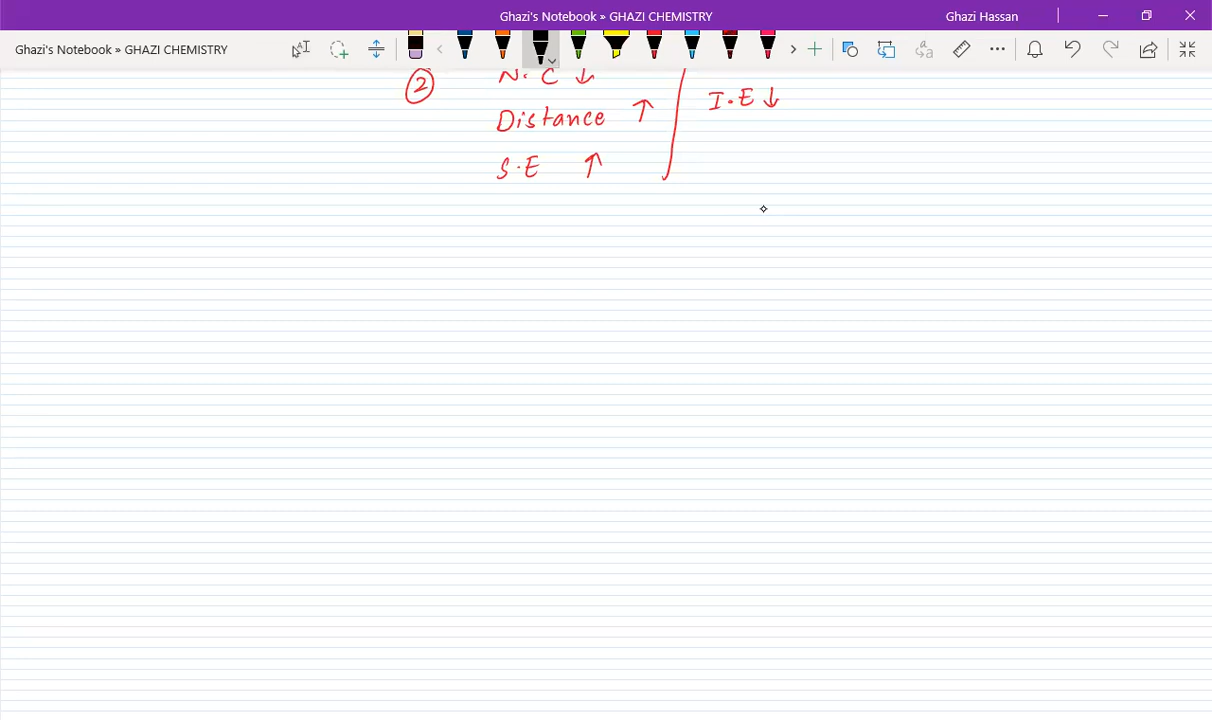 Ghazi's Notebook » GHAZI CHEMISTRY
Ghazi Hassan
Ghazi's Notebook » GHAZI CHEMISTRY
② N.C ↓
Distance ↑
S.E ↑
I.E ↓